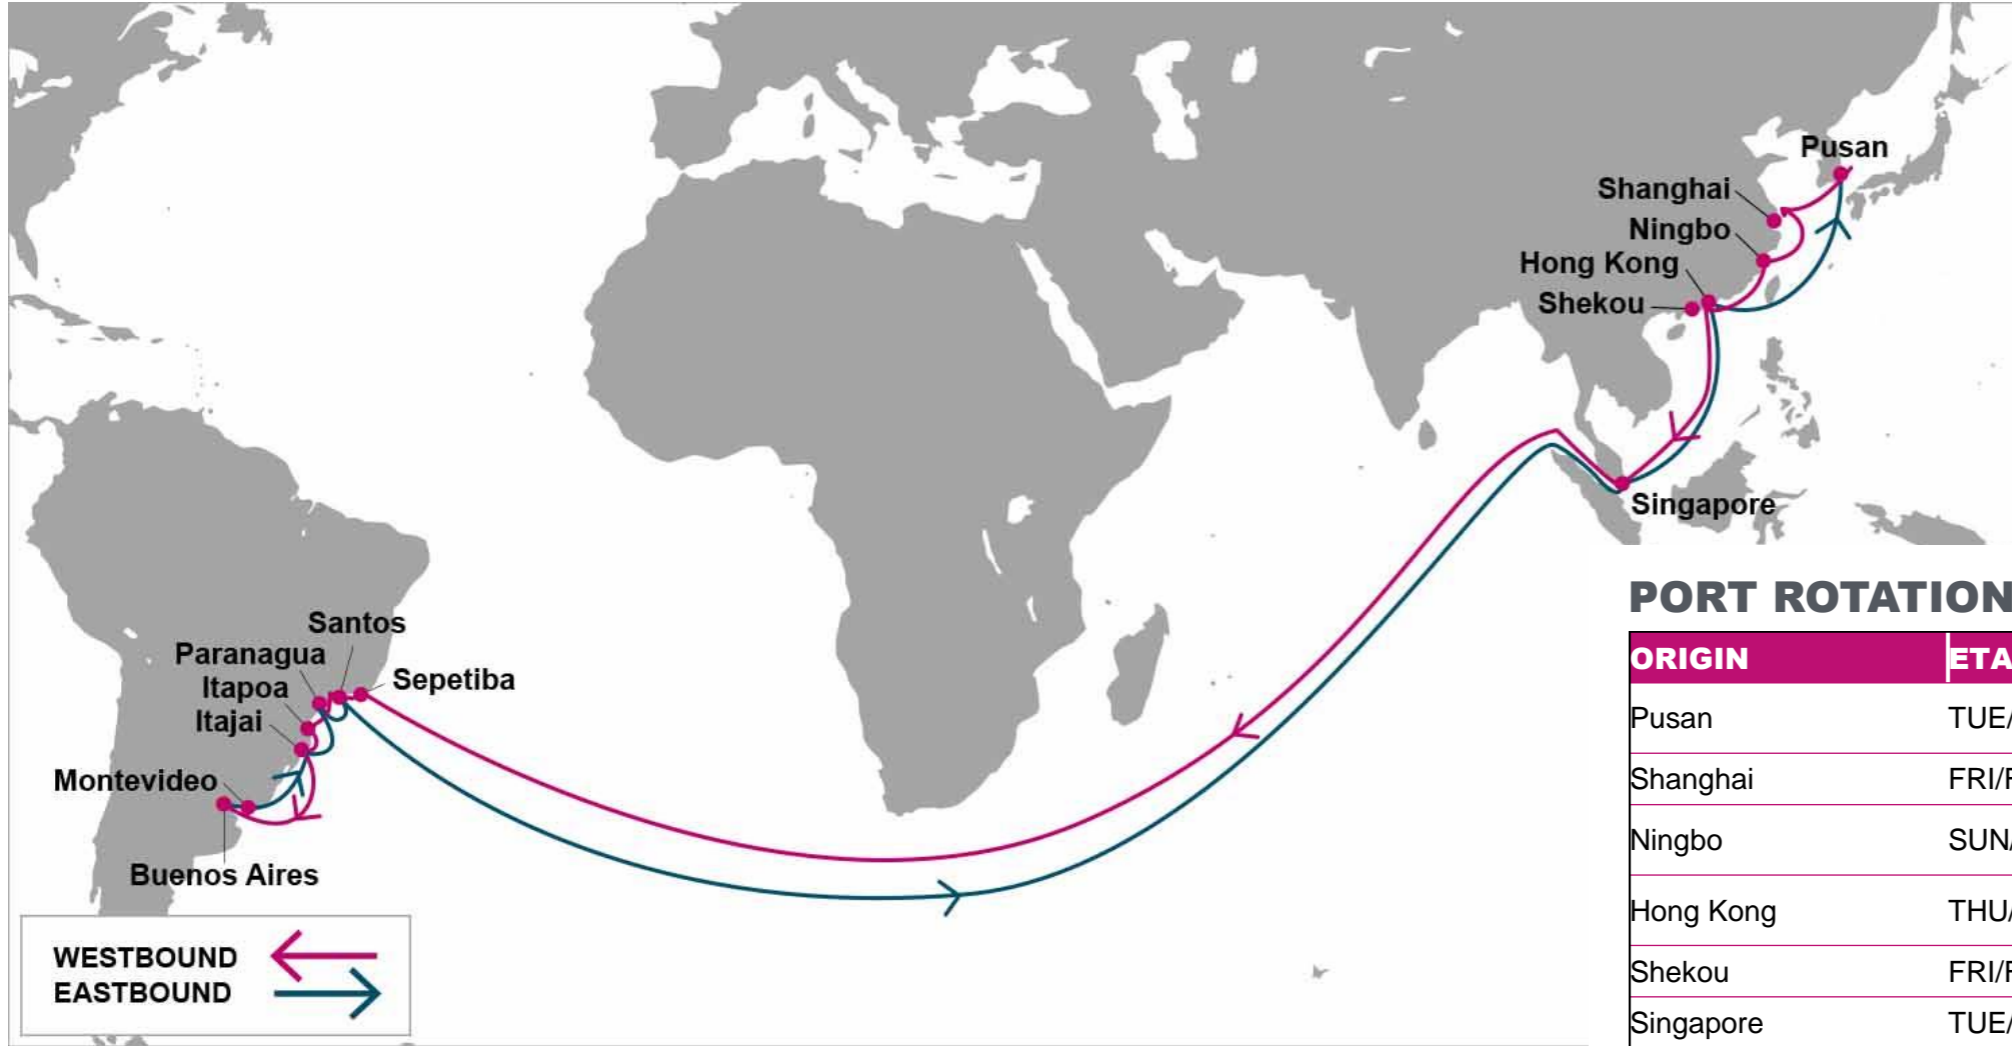 Pusan
Shanghai
Ningbo
Hong Kong
Shekou
Singapore
Santos
Paranagua
Itapoa
Sepetiba
Itajai
Montevideo
Buenos Aires
WESTBOUND
EASTBOUND
PORT ROTATION
ORIGIN ETA
Pusan TUE/
Shanghai FRI/F
Ningbo SUN/
Hong Kong THU/
Shekou FRI/F
Singapore TUE/